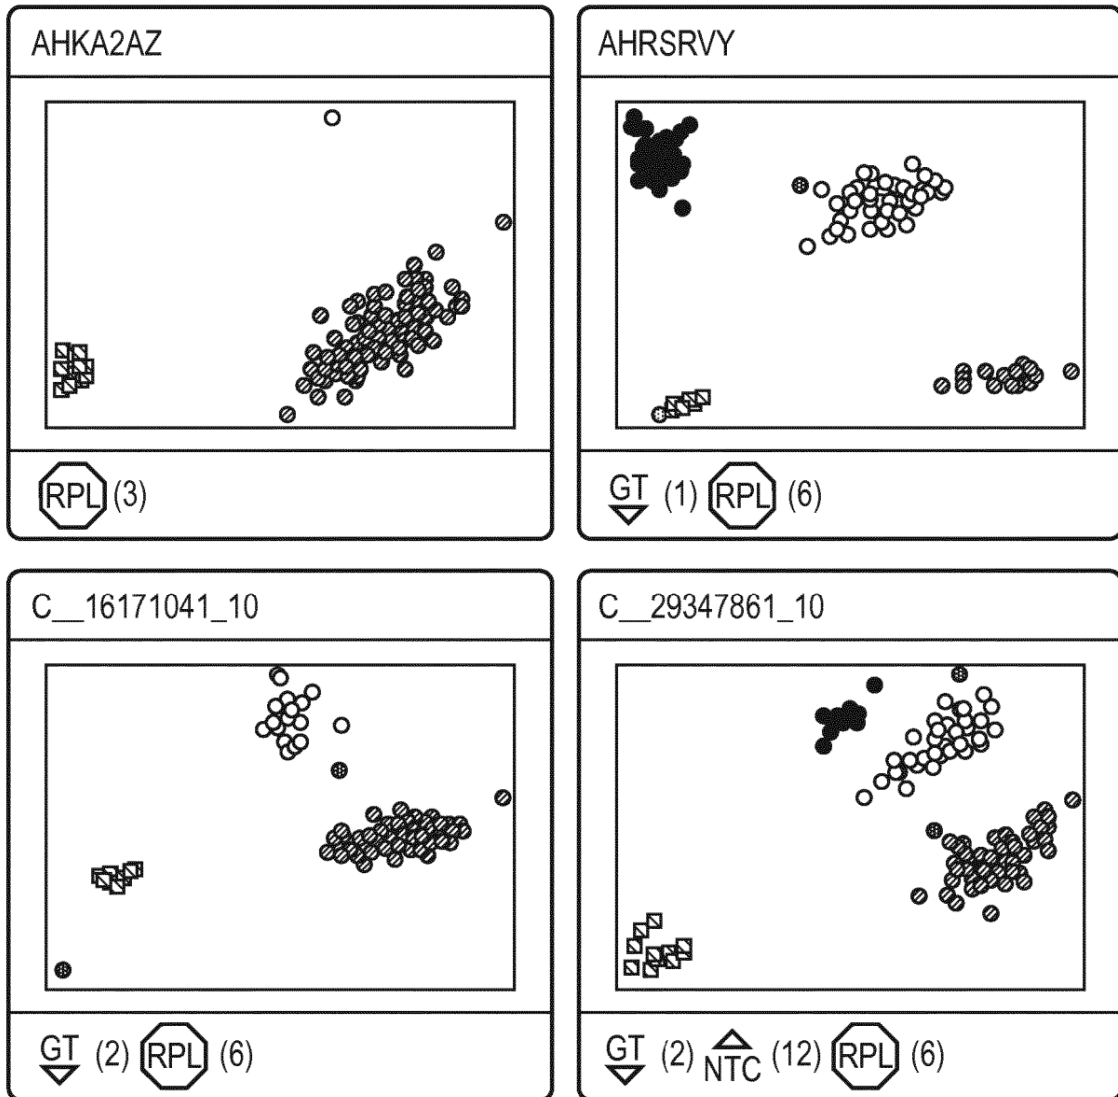 AHKA2AZ
RPL (3)
AHRSRVY
GT (1) RPL (6)
C__16171041_10
GT (2) RPL (6)
C__29347861_10
GT (2) NTC (12) RPL (6)